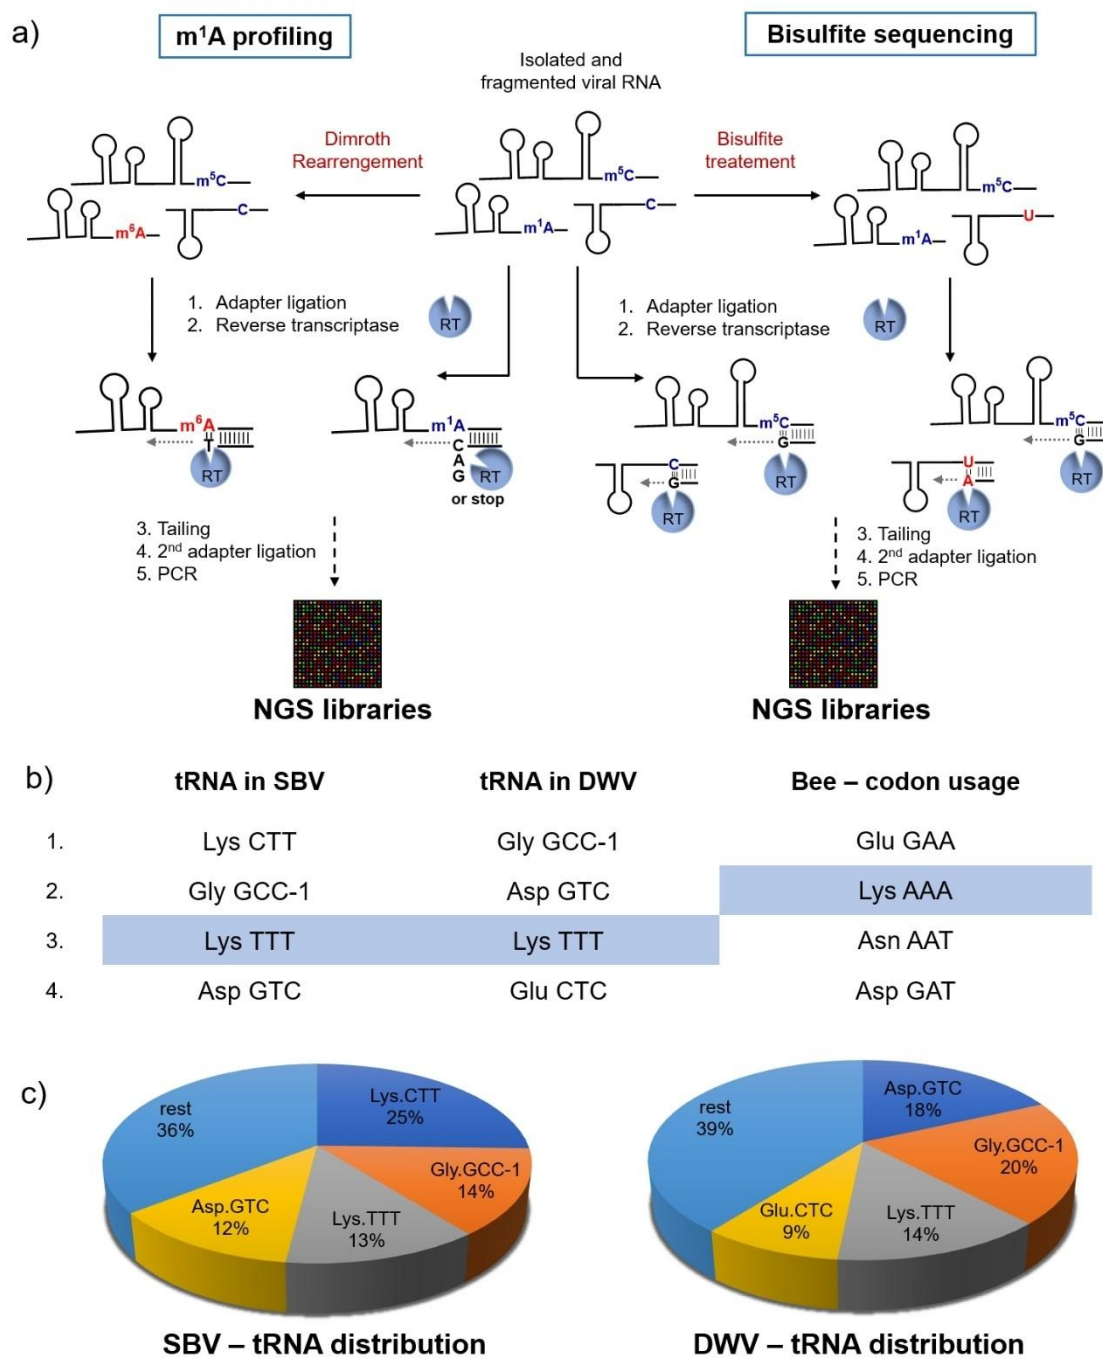 a)
m¹A profiling
Bisulfite sequencing
Isolated and
fragmented viral RNA
Dimroth
Rearrengement
Bisulfite
treatement
m⁵C
C
m⁶A
m⁵C
C
m¹A
m⁵C
U
m¹A
1. Adapter ligation
2. Reverse transcriptase
RT
1. Adapter ligation
2. Reverse transcriptase
RT
m⁶A
T
RT
m¹A
C
A
G
RT
or stop
m⁵C
G
RT
C
G
RT
m⁵C
G
RT
U
A
RT
3. Tailing
4. 2nd adapter ligation
5. PCR
3. Tailing
4. 2nd adapter ligation
5. PCR
NGS libraries
NGS libraries
b)
tRNA in SBV tRNA in DWV Bee – codon usage
1. Lys CTT Gly GCC-1 Glu GAA
2. Gly GCC-1 Asp GTC Lys AAA
3. Lys TTT Lys TTT Asn AAT
4. Asp GTC Glu CTC Asp GAT
c)
rest
36%
Lys.CTT
25%
Gly.GCC-1
14%
Lys.TTT
13%
Asp.GTC
12%
SBV – tRNA distribution
rest
39%
Asp.GTC
18%
Gly.GCC-1
20%
Lys.TTT
14%
Glu.CTC
9%
DWV – tRNA distribution